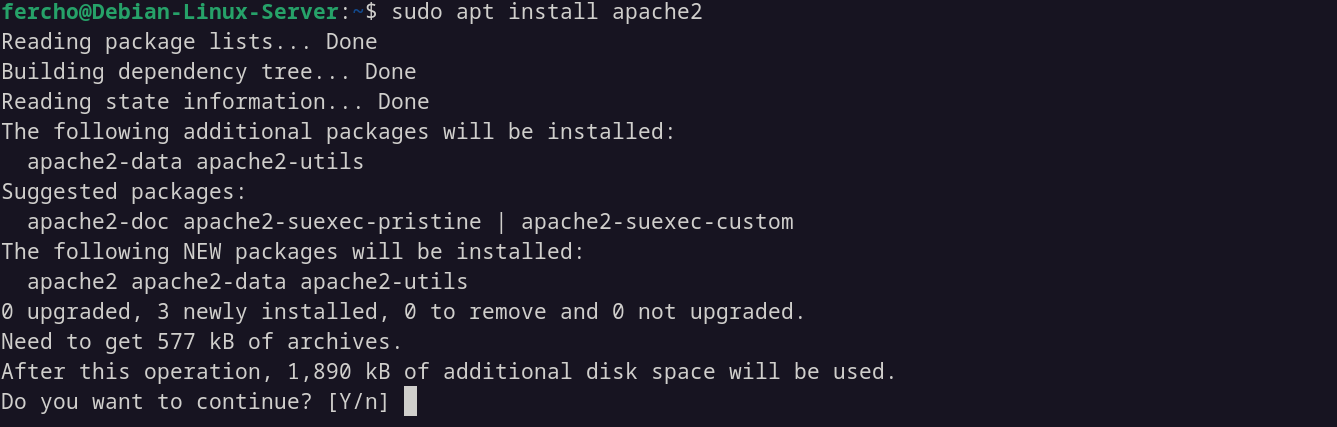 fercho@Debian-Linux-Server:~$ sudo apt install apache2
Reading package lists... Done
Building dependency tree... Done
Reading state information... Done
The following additional packages will be installed:
  apache2-data apache2-utils
Suggested packages:
  apache2-doc apache2-suexec-pristine | apache2-suexec-custom
The following NEW packages will be installed:
  apache2 apache2-data apache2-utils
0 upgraded, 3 newly installed, 0 to remove and 0 not upgraded.
Need to get 577 kB of archives.
After this operation, 1,890 kB of additional disk space will be used.
Do you want to continue? [Y/n]